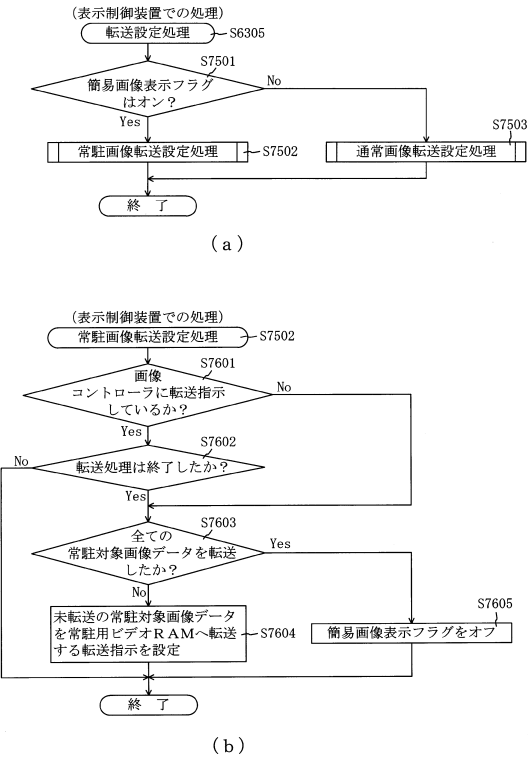 (表示制御装置での処理)
転送設定処理
S6305
S7501
簡易画像表示フラグ
はオン？
No
Yes
S7503
常駐画像転送設定処理
S7502
通常画像転送設定処理
終 了
(a)
(表示制御装置での処理)
常駐画像転送設定処理
S7502
S7601
画像
コントローラに転送指示
しているか？
No
Yes
S7602
No
転送処理は終了したか？
Yes
S7603
全ての
常駐対象画像データを転送
したか？
Yes
No
S7605
未転送の常駐対象画像データ
を常駐用ビデオＲＡＭへ転送
する転送指示を設定
S7604
簡易画像表示フラグをオフ
終 了
(b)